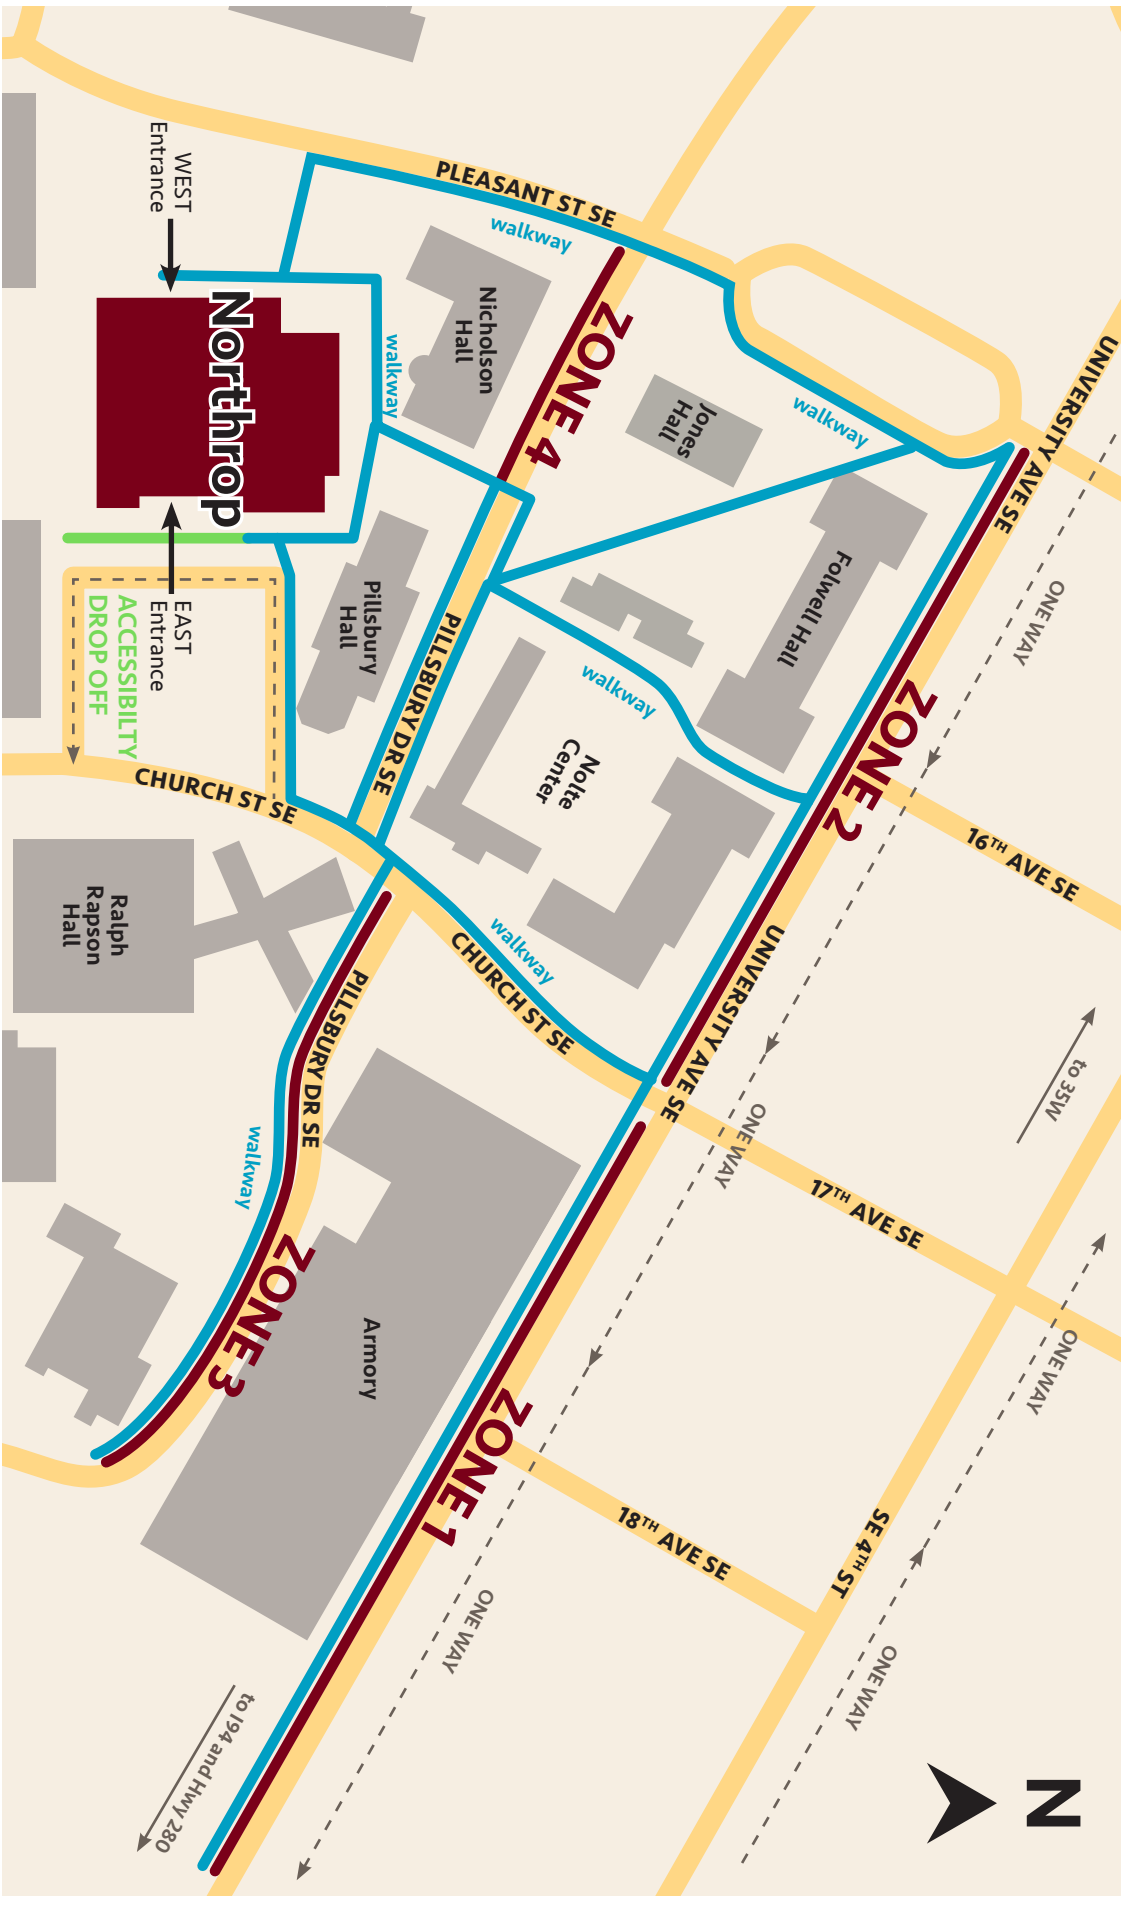 PLEASANT ST SE
walkway
WEST
Entrance
Northrop
walkway
Nicholson
Hall
ZONE 4
Jones
Hall
walkway
UNIVERSITY AVE SE
ONE WAY
Folwell Hall
EAST
Entrance
ACCESSIBILTY
DROP OFF
Pillsbury
Hall
PILLSBURY DR SE
walkway
Nolte
Center
ZONE 2
16TH AVE SE
CHURCH ST SE
Ralph
Rapson
Hall
walkway
CHURCH ST SE
UNIVERSITY AVE SE
PILLSBURY DR SE
walkway
ONE WAY
to 35W
17TH AVE SE
ZONE 3
Armory
ZONE 1
ONE WAY
18TH AVE SE
SE 4TH ST
ONE WAY
ONE WAY
to I94 and Hwy 280
N